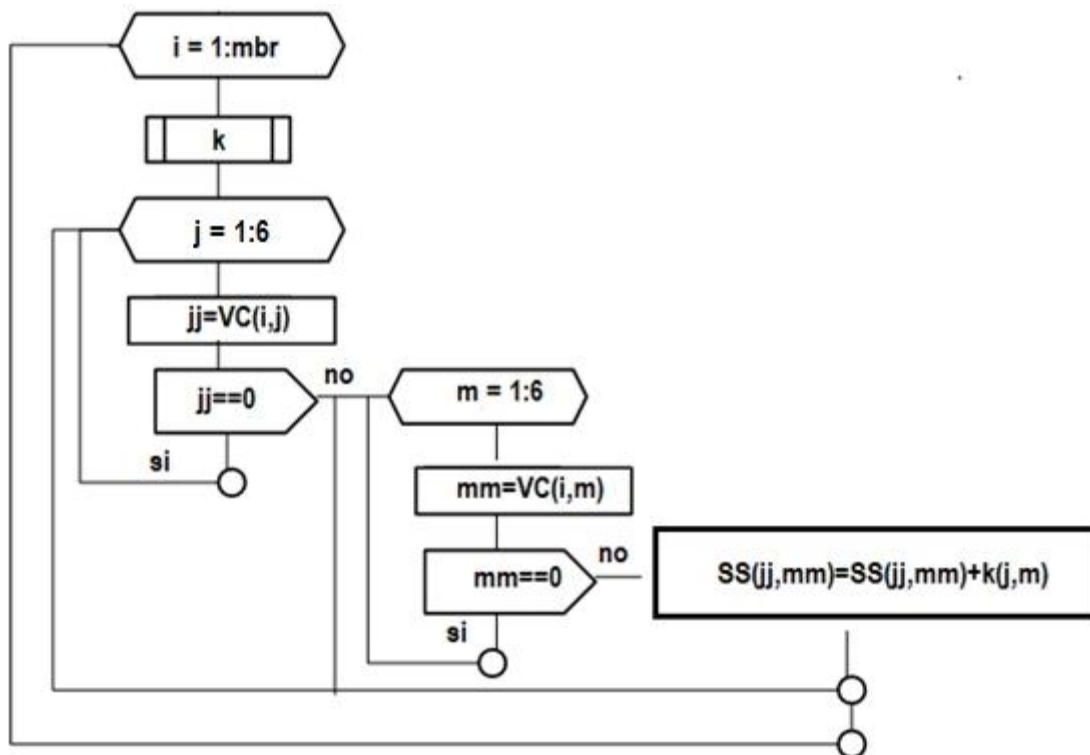 i = 1:mbr
k
j = 1:6
jj=VC(i,j)
jj==0
no
si
m = 1:6
mm=VC(i,m)
mm==0
no
si
SS(jj,mm)=SS(jj,mm)+k(j,m)